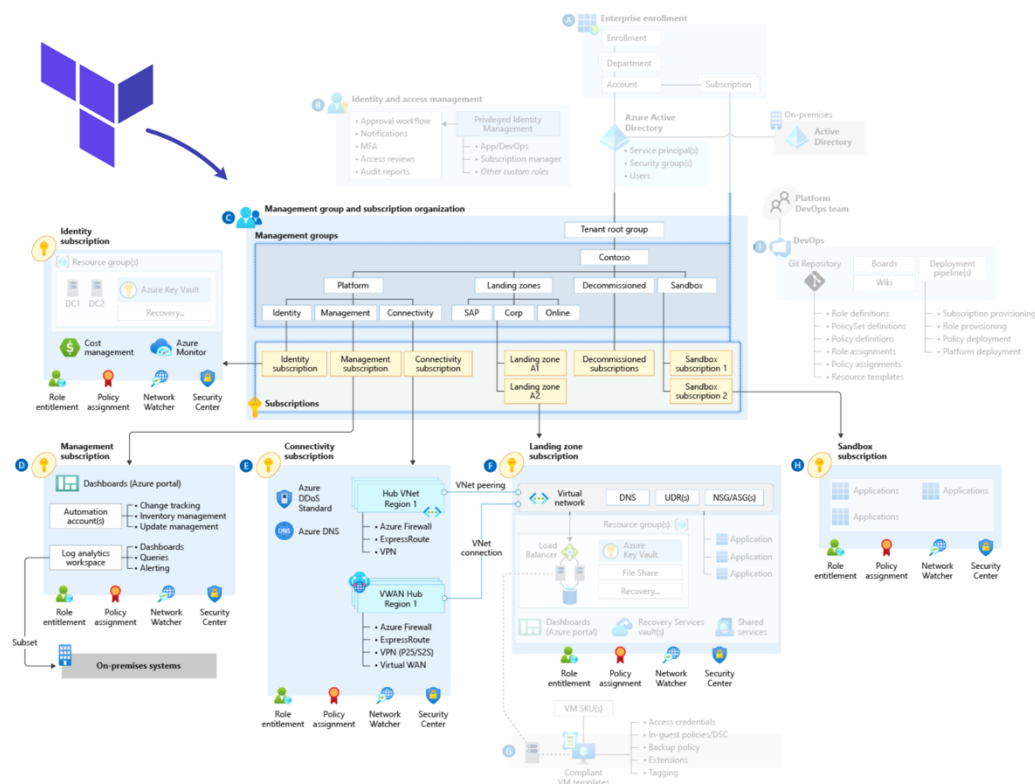 A
Enterprise enrollment
Enrollment
Department
Account
Subscription
B
Identity and access management
• Approval workflow
• Notifications
• MFA
• Access reviews
• Audit reports
Privileged Identity
Management
• App/DevOps
• Subscription manager
• Other custom roles
Azure Active
Directory
• Service principal(s)
• Security group(s)
• Users
On-premises
Active
Directory
Platform
DevOps team
DevOps
Git Repository
Boards
Wiki
Deployment
pipeline(s)
• Role definitions
• PolicySet definitions
• Policy definitions
• Role assignments
• Policy assignments
• Resource templates
• Subscription provisioning
• Role provisioning
• Policy deployment
• Platform deployment
C
Management group and subscription organization
Management groups
Tenant root group
Contoso
Platform
Landing zones
Decommissioned
Sandbox
Identity
Management
Connectivity
SAP
Corp
Online
Identity
subscription
Management
subscription
Connectivity
subscription
Landing zone
A1
Decommissioned
subscriptions
Sandbox
subscription 1
Landing zone
A2
Sandbox
subscription 2
Subscriptions
Identity
subscription
Resource group(s)
DC1
DC2
Azure Key Vault
Recovery...
Cost
management
Azure
Monitor
Role
entitlement
Policy
assignment
Network
Watcher
Security
Center
D
Management
subscription
Dashboards (Azure portal)
Automation
account(s)
• Change tracking
• Inventory management
• Update management
Log analytics
workspace
• Dashboards
• Queries
• Alerting
Role
entitlement
Policy
assignment
Network
Watcher
Security
Center
Subset
On-premises systems
E
Connectivity
subscription
Azure
DDoS
Standard
DNS
Azure DNS
Hub VNet
Region 1
• Azure Firewall
• ExpressRoute
• VPN
VWAN Hub
Region 1
• Azure Firewall
• ExpressRoute
• VPN (P2S/S2S)
• Virtual WAN
Role
entitlement
Policy
assignment
Network
Watcher
Security
Center
VNet peering
VNet
connection
F
Landing zone
subscription
Virtual
network
DNS
UDR(s)
NSG/ASG(s)
Resource group(s)
Load
Balancer
Azure
Key Vault
File Share
Recovery...
Application
Application
Application
Dashboards
(Azure portal)
Recovery Services
vault(s)
Shared
services
Role
entitlement
Policy
assignment
Network
Watcher
Security
Center
G
VM SKU(s)
Compliant
VM templates
• Access credentials
• In-guest policies/DSC
• Backup policy
• Extensions
• Tagging
H
Sandbox
subscription
Applications
Applications
Applications
Role
entitlement
Policy
assignment
Network
Watcher
Security
Center